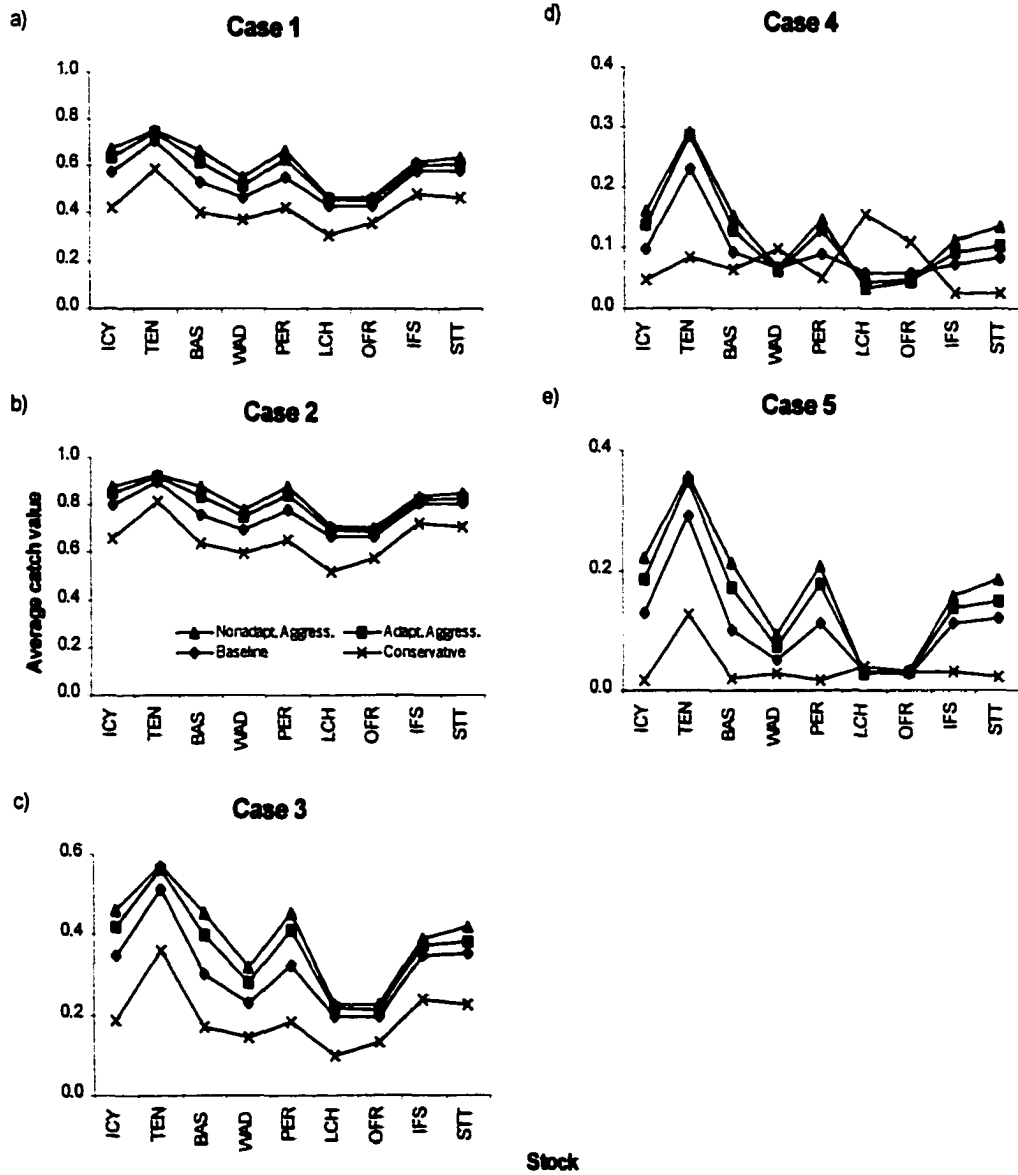 a)
Case 1
1.0
0.8
0.6
0.4
0.2
0.0
ICY
TEN
BAS
WAD
PER
LCH
OFR
IFS
STT
b)
Case 2
1.0
0.8
0.6
0.4
0.2
0.0
Average catch value
Nonadapt. Aggress.
Adapt. Aggress.
Baseline
Conservative
ICY
TEN
BAS
WAD
PER
LCH
OFR
IFS
STT
c)
Case 3
0.6
0.4
0.2
0.0
ICY
TEN
BAS
WAD
PER
LCH
OFR
IFS
STT
d)
Case 4
0.4
0.3
0.2
0.1
0.0
ICY
TEN
BAS
WAD
PER
LCH
OFR
IFS
STT
e)
Case 5
0.4
0.2
0.0
ICY
TEN
BAS
WAD
PER
LCH
OFR
IFS
STT
Stock